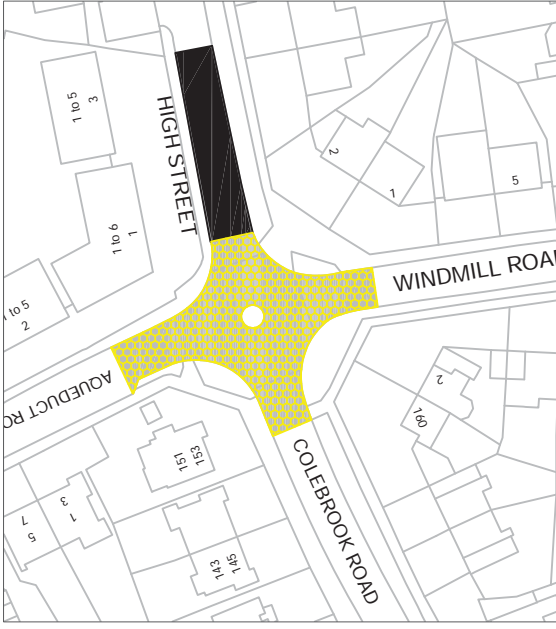 3
1 to 5
HIGH STREET
2
1
5
1
1 to 6
to 5
2
WINDMILL ROA
AQUEDUCT RO
2
160
151
153
COLEBROOK ROAD
3
1
7
5
143
145